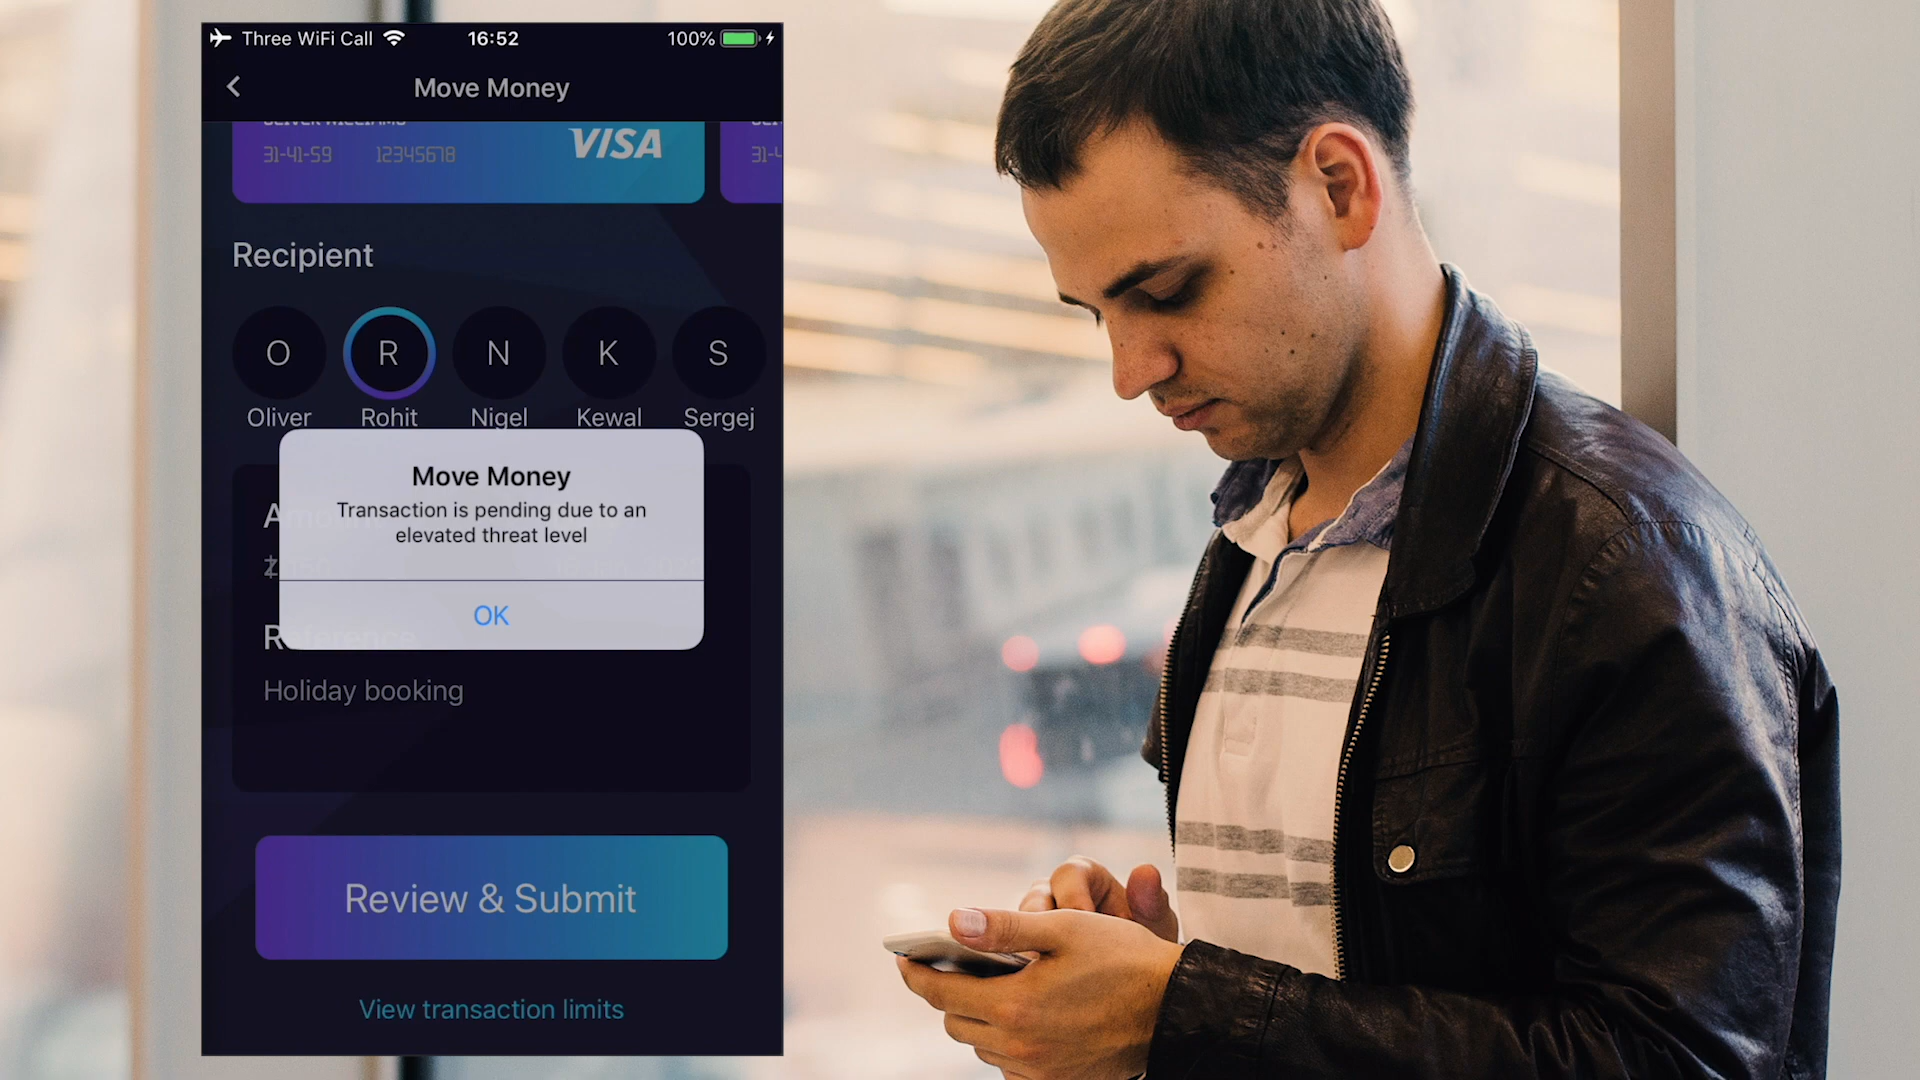 Three WiFi Call 16:52 100%
Move Money
31-41-59 12345678 VISA
Recipient
O R N K S
Oliver Rohit Nigel Kewal Sergej
Move Money
Transaction is pending due to an
elevated threat level
OK
Reference
Holiday booking
Review & Submit
View transaction limits